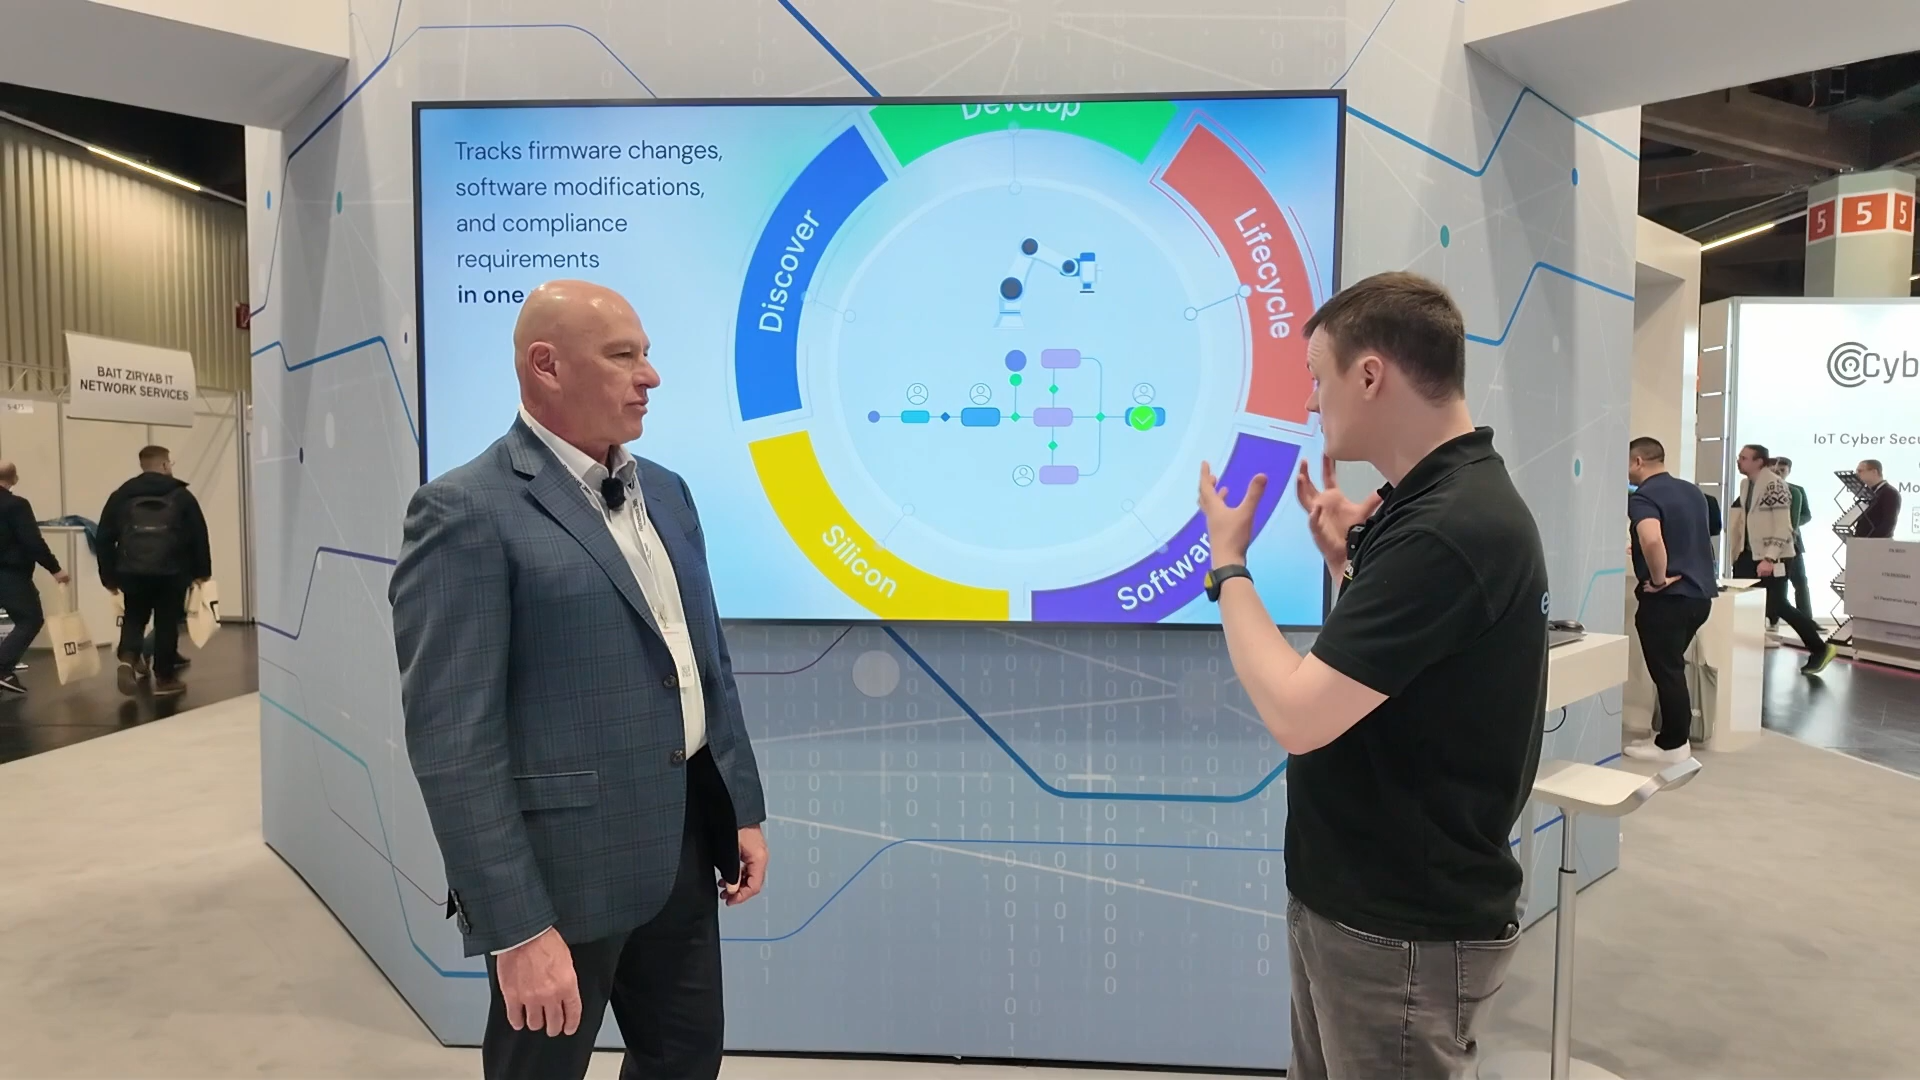 Tracks firmware changes,
software modifications,
and compliance
requirements
in one
Develop
Discover
Lifecycle
Silicon
Softwar
BAIT ZIRYAB IT
NETWORK SERVICES
5 5 5
Cyb
IoT Cyber Secu
Mo